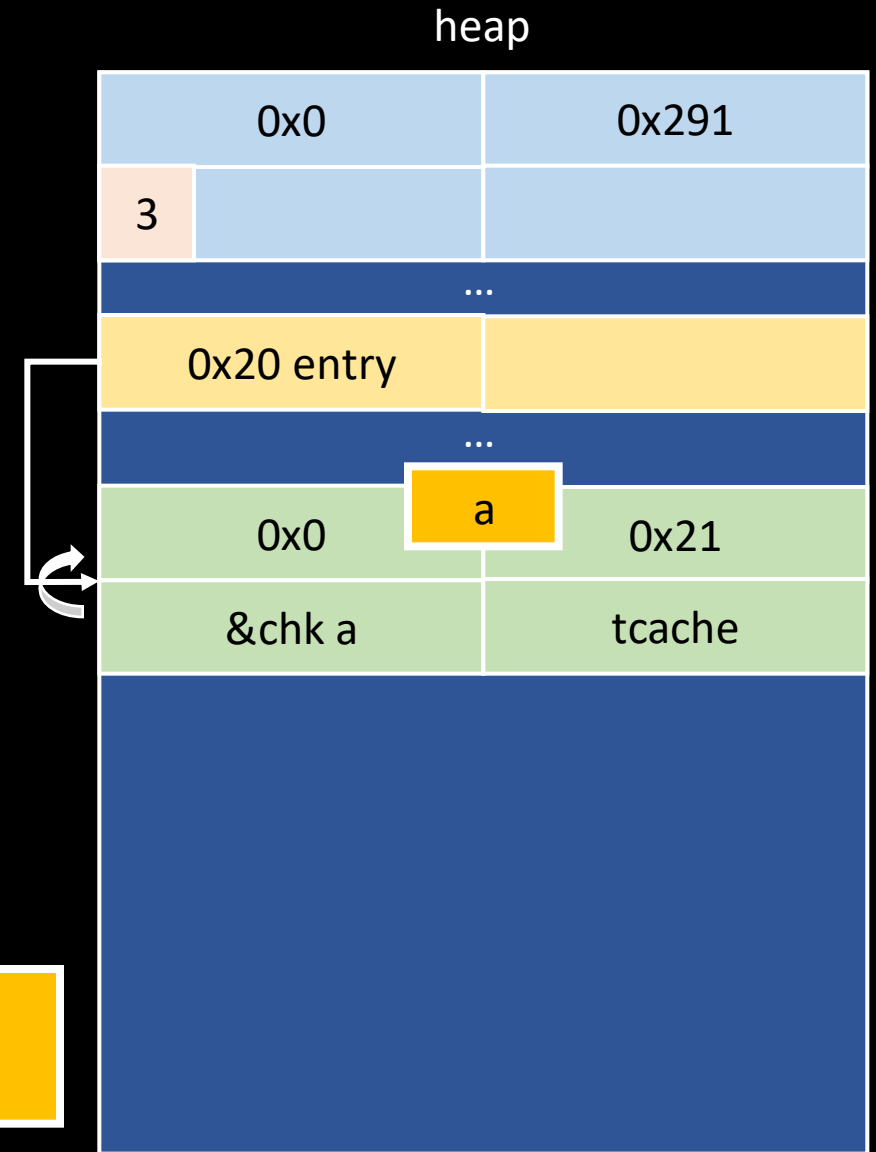 heap
0x0 0x291
3
...
0x20 entry
...
a
0x0 0x21
&chk a tcache